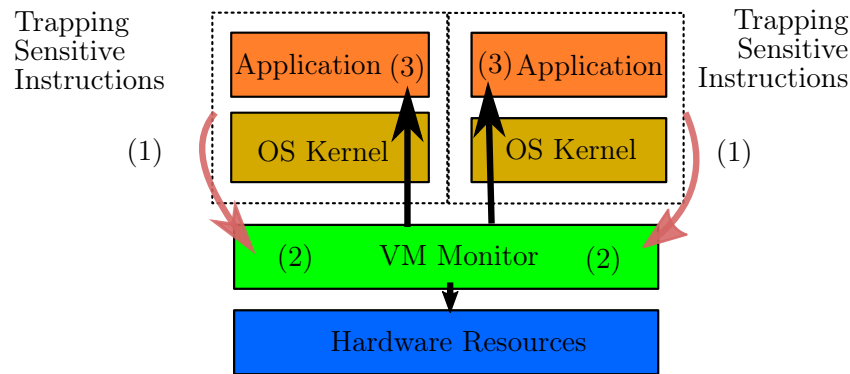 Trapping
Sensitive
Instructions
Trapping
Sensitive
Instructions
Application (3)
(3) Application
(1)
OS Kernel
OS Kernel
(1)
(2) VM Monitor (2)
Hardware Resources